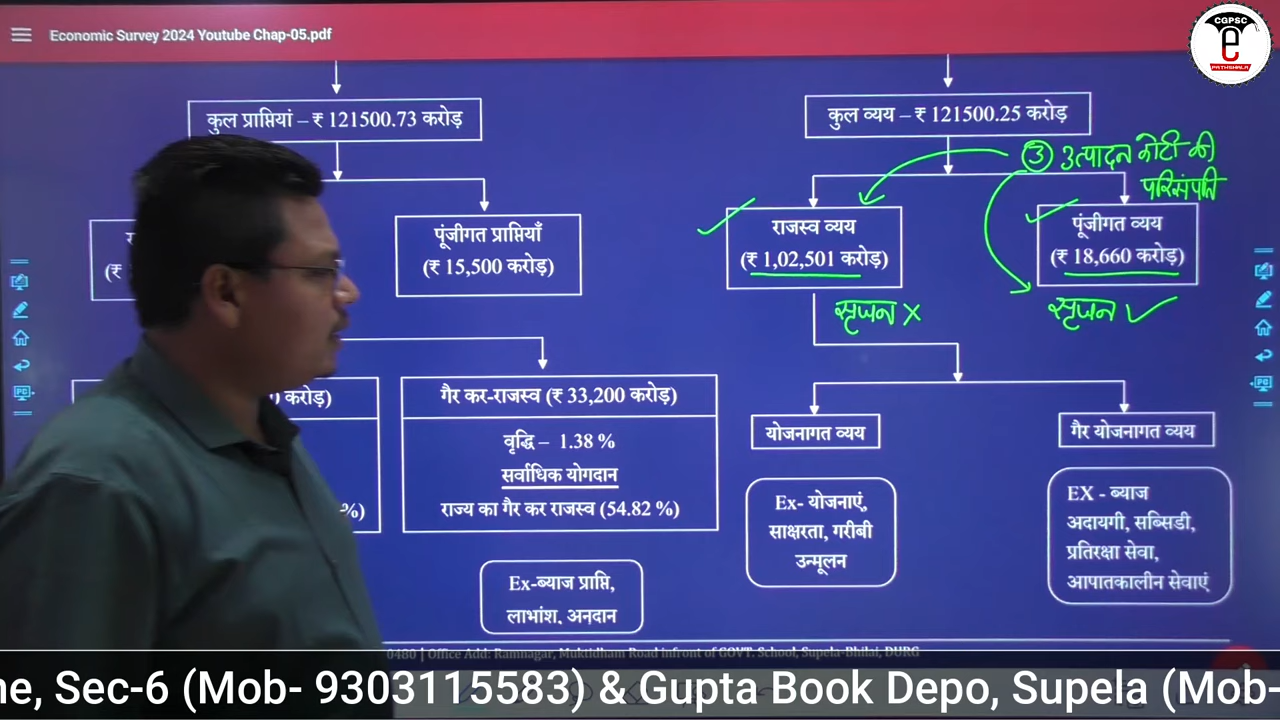 Economic Survey 2024 Youtube Chap-05.pdf
CGPSC
e
PATHSHALA
कुल प्राप्तियां – ₹ 121500.73 करोड़
कुल व्यय – ₹ 121500.25 करोड़
③ उत्पादन कोटी की
परिसंपत्ति
पूंजीगत प्राप्तियाँ
(₹ 15,500 करोड़)
राजस्व व्यय
(₹ 1,02,501 करोड़)
पूंजीगत व्यय
(₹ 18,660 करोड़)
(₹
सृजन ×
सृजन ✓
0 करोड़)
%)
गैर कर-राजस्व (₹ 33,200 करोड़)
वृद्धि – 1.38 %
सर्वाधिक योगदान
राज्य का गैर कर राजस्व (54.82 %)
योजनागत व्यय
गैर योजनागत व्यय
Ex- योजनाएं,
साक्षरता, गरीबी
उन्मूलन
EX - ब्याज
अदायगी, सब्सिडी,
प्रतिरक्षा सेवा,
आपातकालीन सेवाएं
Ex-ब्याज प्राप्ति,
लाभांश, अनदान
0480 | Office Add: Ramnagar, Muktidham Road infront of GOVT. School, Supela-Bhilai, DURG
ne, Sec-6 (Mob- 9303115583) & Gupta Book Depo, Supela (Mob-